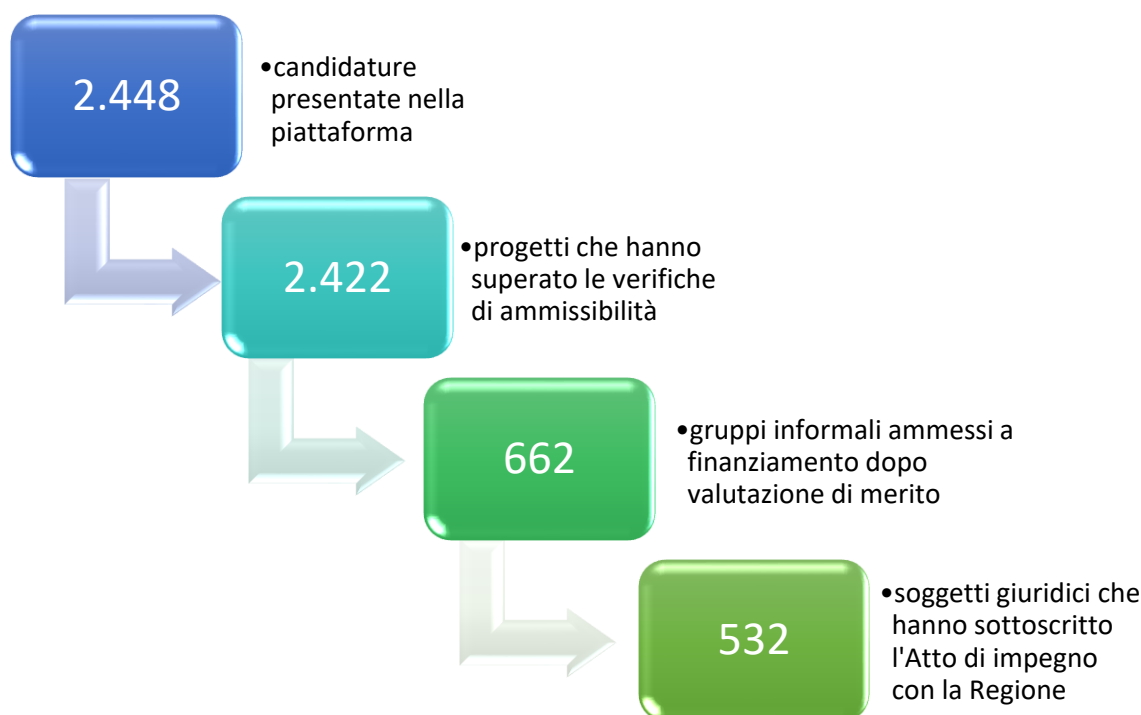 2.448
•candidature
presentate nella
piattaforma
2.422
•progetti che hanno
superato le verifiche
di ammissibilità
662
•gruppi informali ammessi a
finanziamento dopo
valutazione di merito
532
•soggetti giuridici che
hanno sottoscritto
l'Atto di impegno
con la Regione